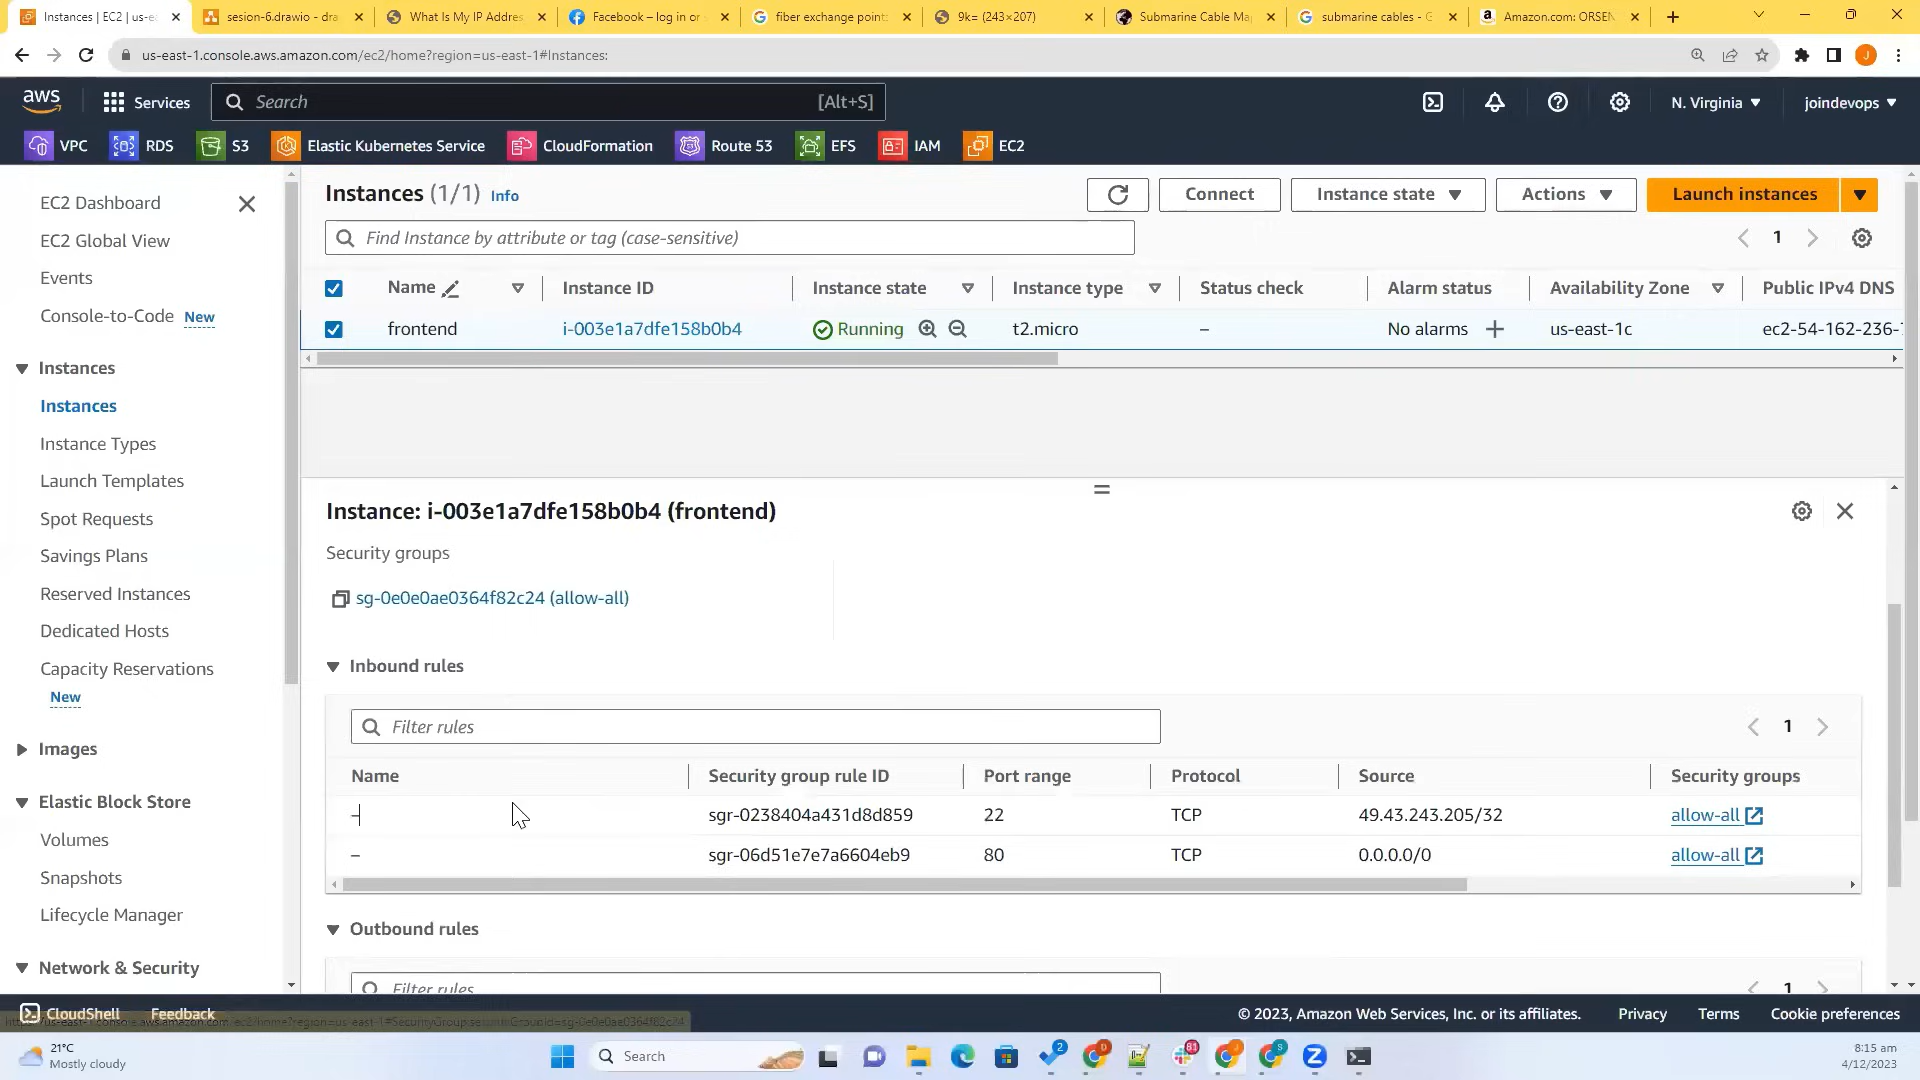 Instances | EC2 | us-e
sesion-6.drawio - dra
What Is My IP Addres
Facebook – log in or s
fiber exchange points
9k= (243×207)
Submarine Cable Ma
submarine cables - G
Amazon.com: ORSEN
us-east-1.console.aws.amazon.com/ec2/home?region=us-east-1#Instances:
J
aws
Services
Search
[Alt+S]
N. Virginia
joindevops
VPC
RDS
S3
Elastic Kubernetes Service
CloudFormation
Route 53
EFS
IAM
EC2
EC2 Dashboard
EC2 Global View
Events
Console-to-Code New
Instances
Instances
Instance Types
Launch Templates
Spot Requests
Savings Plans
Reserved Instances
Dedicated Hosts
Capacity Reservations
New
Images
Elastic Block Store
Volumes
Snapshots
Lifecycle Manager
Network & Security
Instances (1/1) Info
Connect
Instance state
Actions
Launch instances
Find Instance by attribute or tag (case-sensitive)
1
Name
Instance ID
Instance state
Instance type
Status check
Alarm status
Availability Zone
Public IPv4 DNS
frontend
i-003e1a7dfe158b0b4
Running
t2.micro
–
No alarms
us-east-1c
ec2-54-162-236-
Instance: i-003e1a7dfe158b0b4 (frontend)
Security groups
sg-0e0e0ae0364f82c24 (allow-all)
Inbound rules
Filter rules
1
Name
Security group rule ID
Port range
Protocol
Source
Security groups
–
sgr-0238404a431d8d859
22
TCP
49.43.243.205/32
allow-all
–
sgr-06d51e7e7a6604eb9
80
TCP
0.0.0.0/0
allow-all
Outbound rules
Filter rules
1
CloudShell
Feedback
© 2023, Amazon Web Services, Inc. or its affiliates.
Privacy
Terms
Cookie preferences
21°C
Mostly cloudy
Search
2
81
8:15 am
4/12/2023